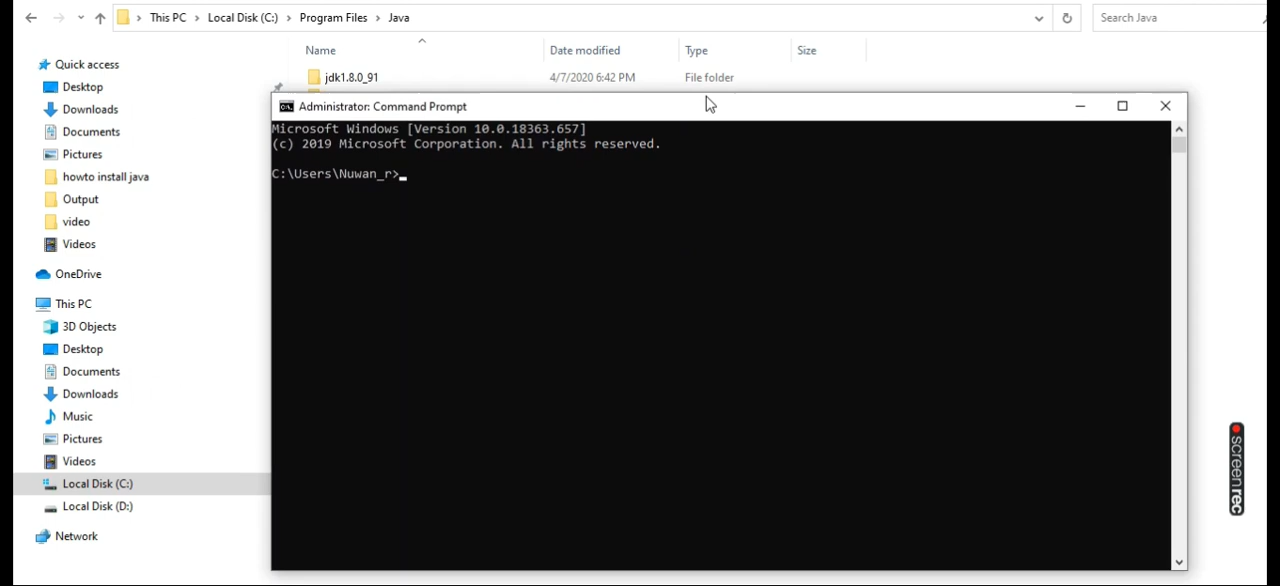 This PC > Local Disk (C:) > Program Files > Java
Search Java
Name Date modified Type Size
jdk1.8.0_91 4/7/2020 6:42 PM File folder
Quick access
Desktop
Downloads
Documents
Pictures
howto install java
Output
video
Videos
OneDrive
This PC
3D Objects
Desktop
Documents
Downloads
Music
Pictures
Videos
Local Disk (C:)
Local Disk (D:)
Network
Administrator: Command Prompt
Microsoft Windows [Version 10.0.18363.657]
(c) 2019 Microsoft Corporation. All rights reserved.
C:\Users\Nuwan_r>
screenrec